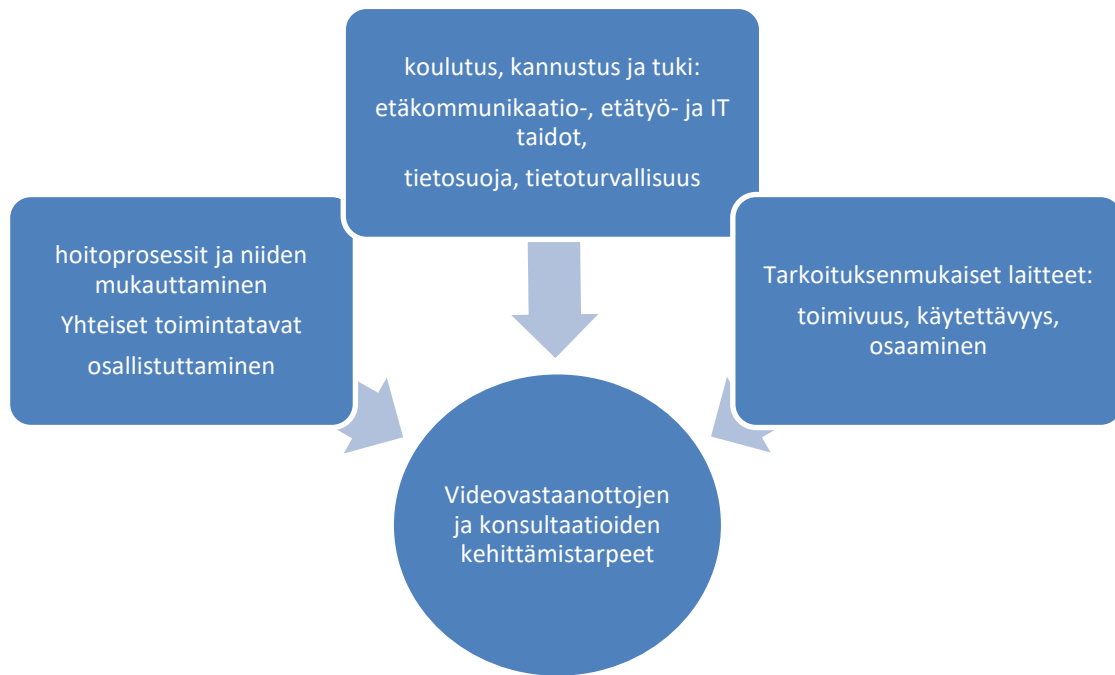 koulutus, kannustus ja tuki:
etäkommunikaatio-, etätyö- ja IT
taidot,
tietosuoja, tietoturvallisuus
hoitoprosessit ja niiden
mukauttaminen
Yhteiset toimintatavat
osallistuttaminen
Tarkoituksenmukaiset laitteet:
toimivuus, käytettävyys,
osaaminen
Videovastaanottojen
ja konsultaatioiden
kehittämistarpeet